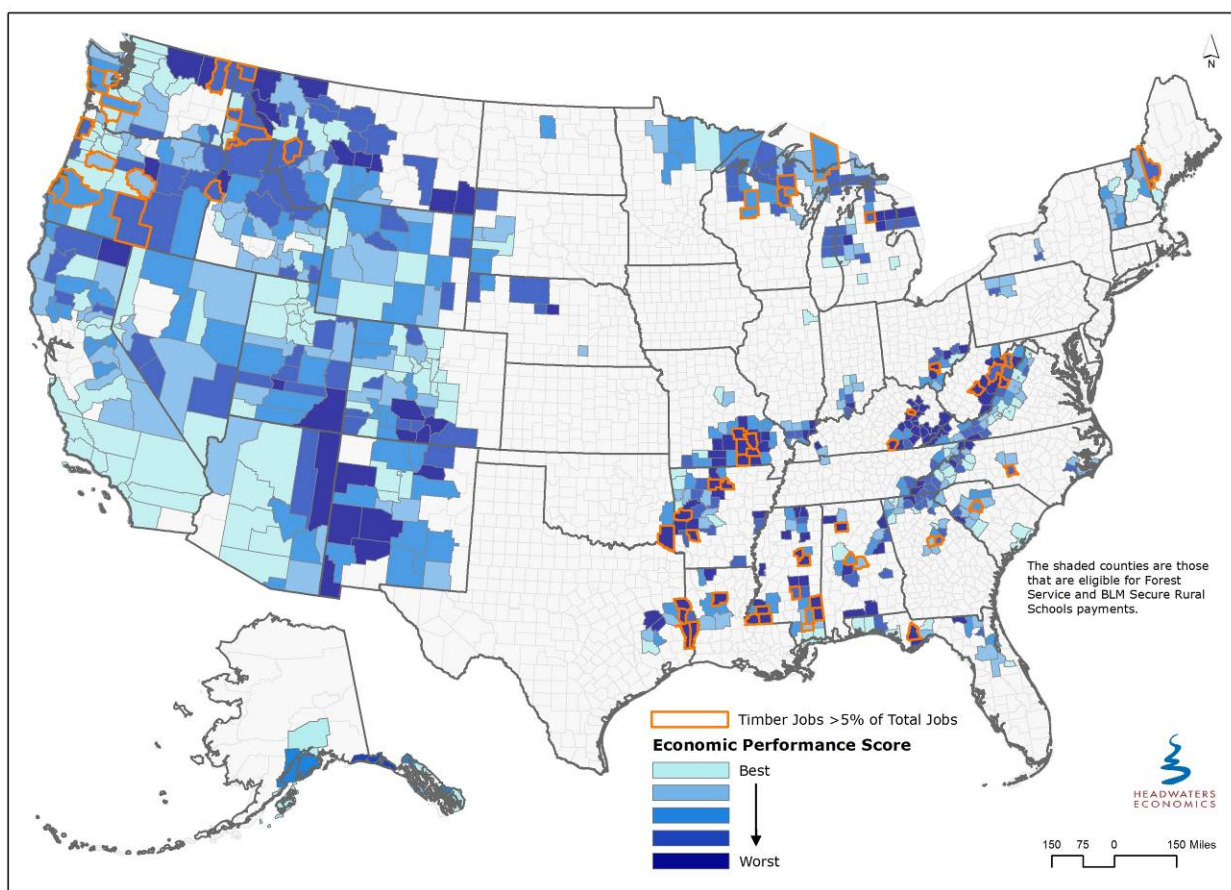 N
The shaded counties are those
that are eligible for Forest
Service and BLM Secure Rural
Schools payments.
Timber Jobs >5% of Total Jobs
Economic Performance Score
Best
Worst
HEADWATERS
ECONOMICS
150 75 0 150 Miles